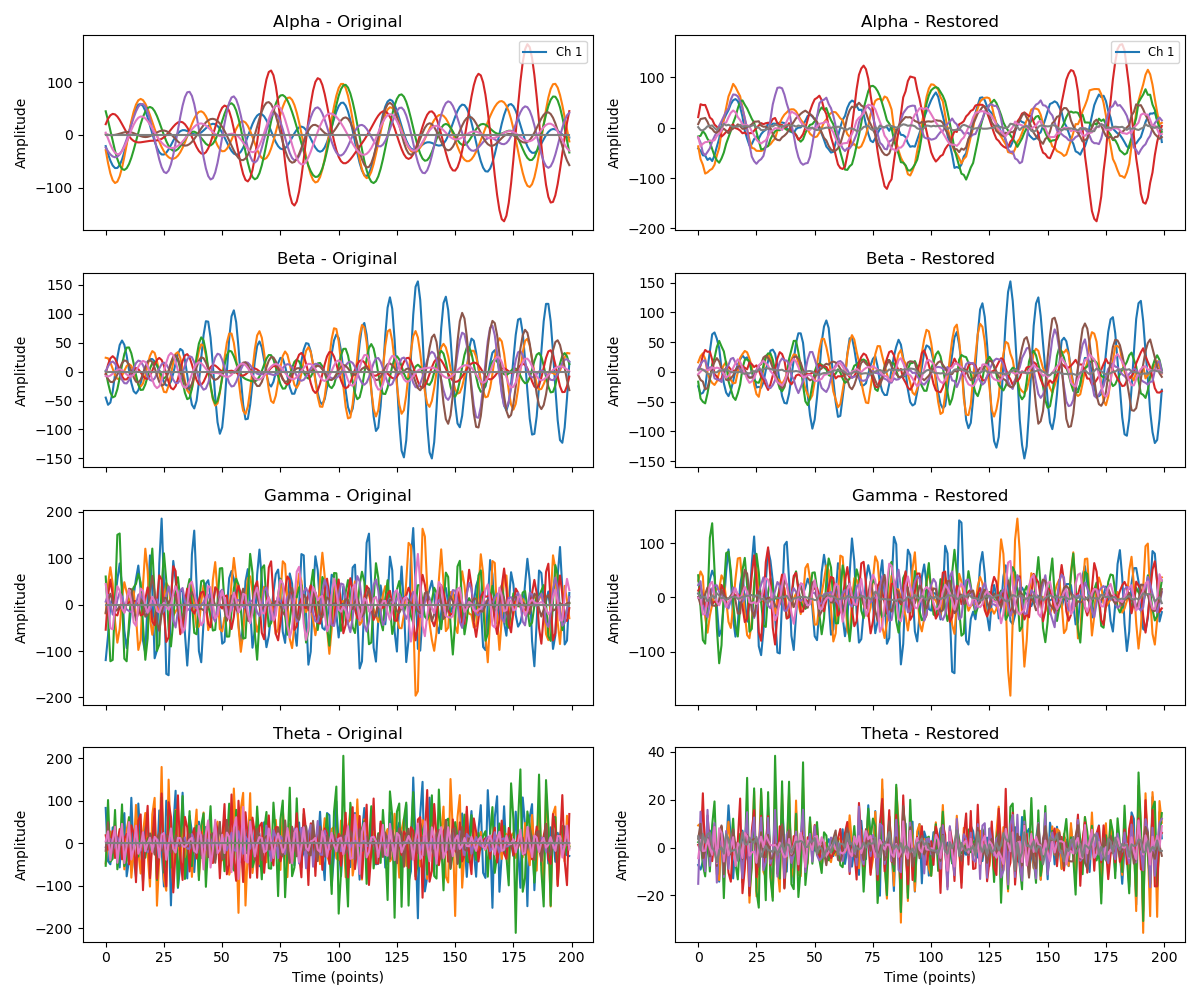 Alpha - Original
Amplitude
100
0
−100
Ch 1
Alpha - Restored
Amplitude
100
0
−100
−200
Ch 1
Beta - Original
Amplitude
150
100
50
0
−50
−100
−150
Beta - Restored
Amplitude
150
100
50
0
−50
−100
−150
Gamma - Original
Amplitude
200
100
0
−100
−200
Gamma - Restored
Amplitude
100
0
−100
Theta - Original
Amplitude
200
100
0
−100
−200
0 25 50 75 100 125 150 175 200
Time (points)
Theta - Restored
Amplitude
40
20
0
−20
0 25 50 75 100 125 150 175 200
Time (points)